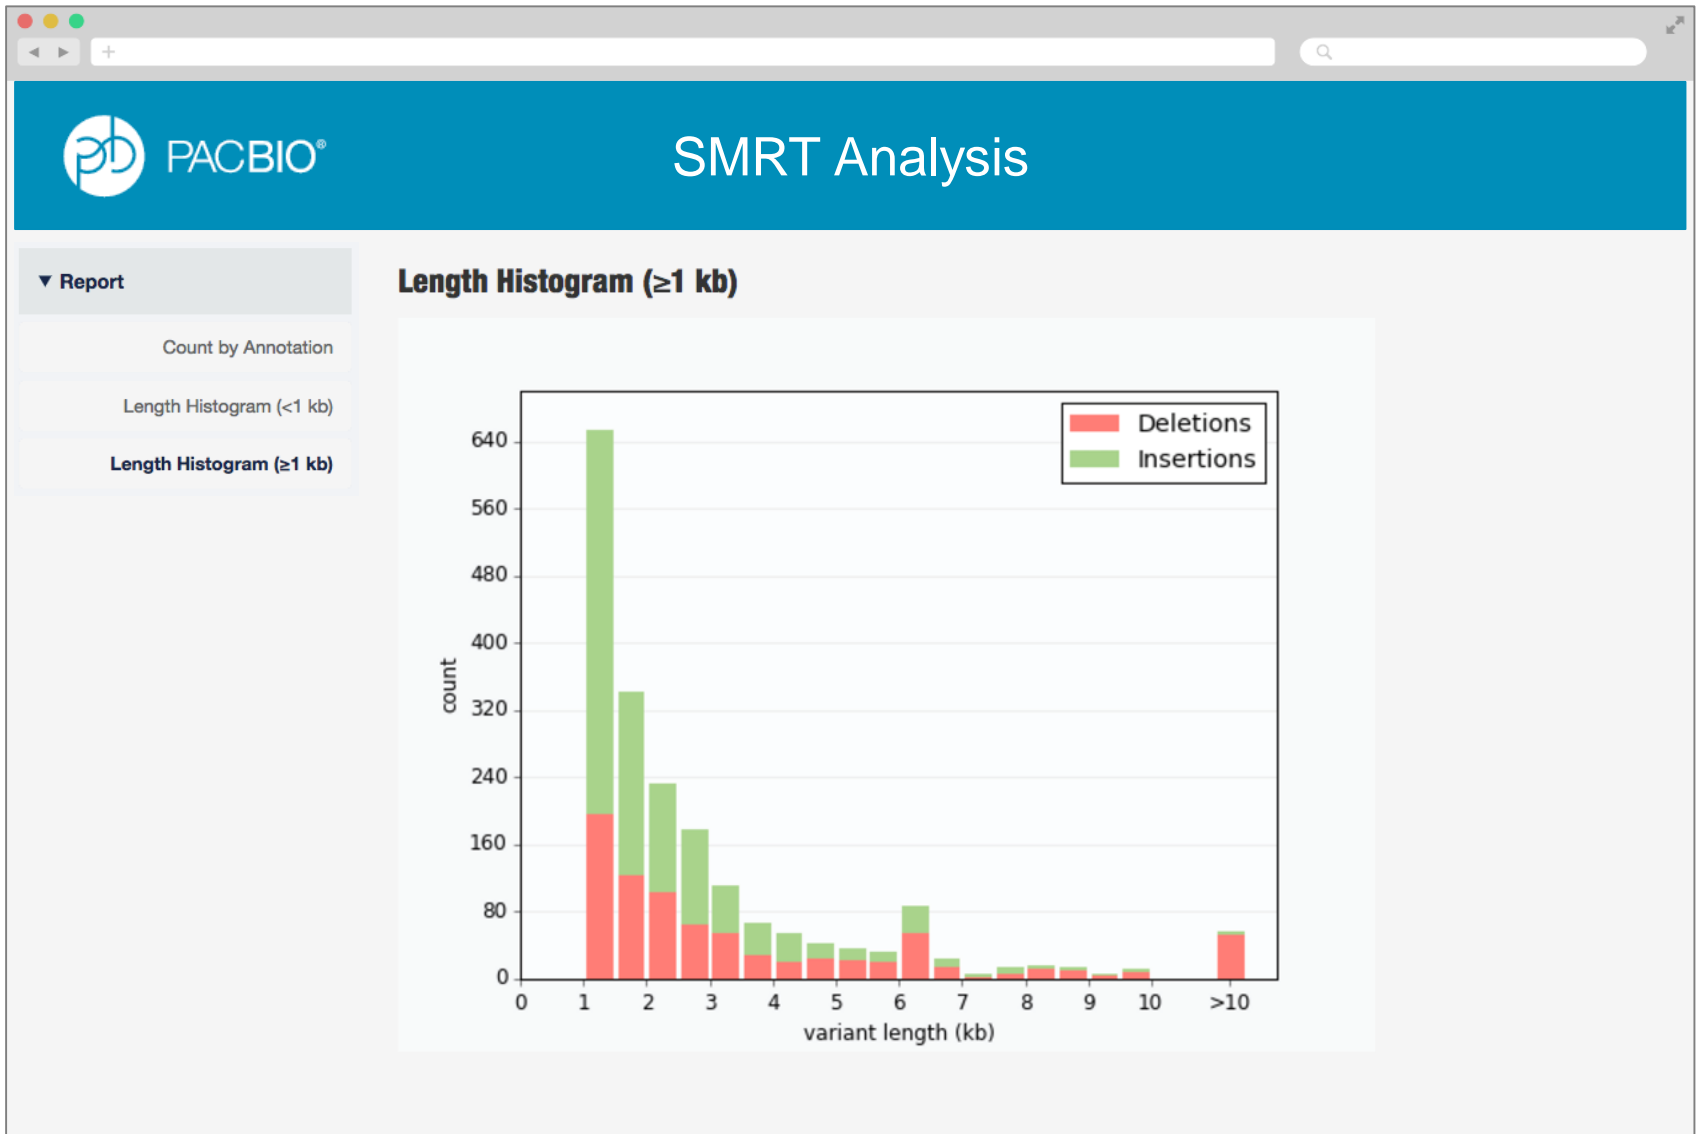 PACBIO®
SMRT Analysis
▼ Report
Count by Annotation
Length Histogram (<1 kb)
Length Histogram (≥1 kb)
Length Histogram (≥1 kb)
Deletions
Insertions
640
560
480
400
320
240
160
80
0
count
0 1 2 3 4 5 6 7 8 9 10 >10
variant length (kb)